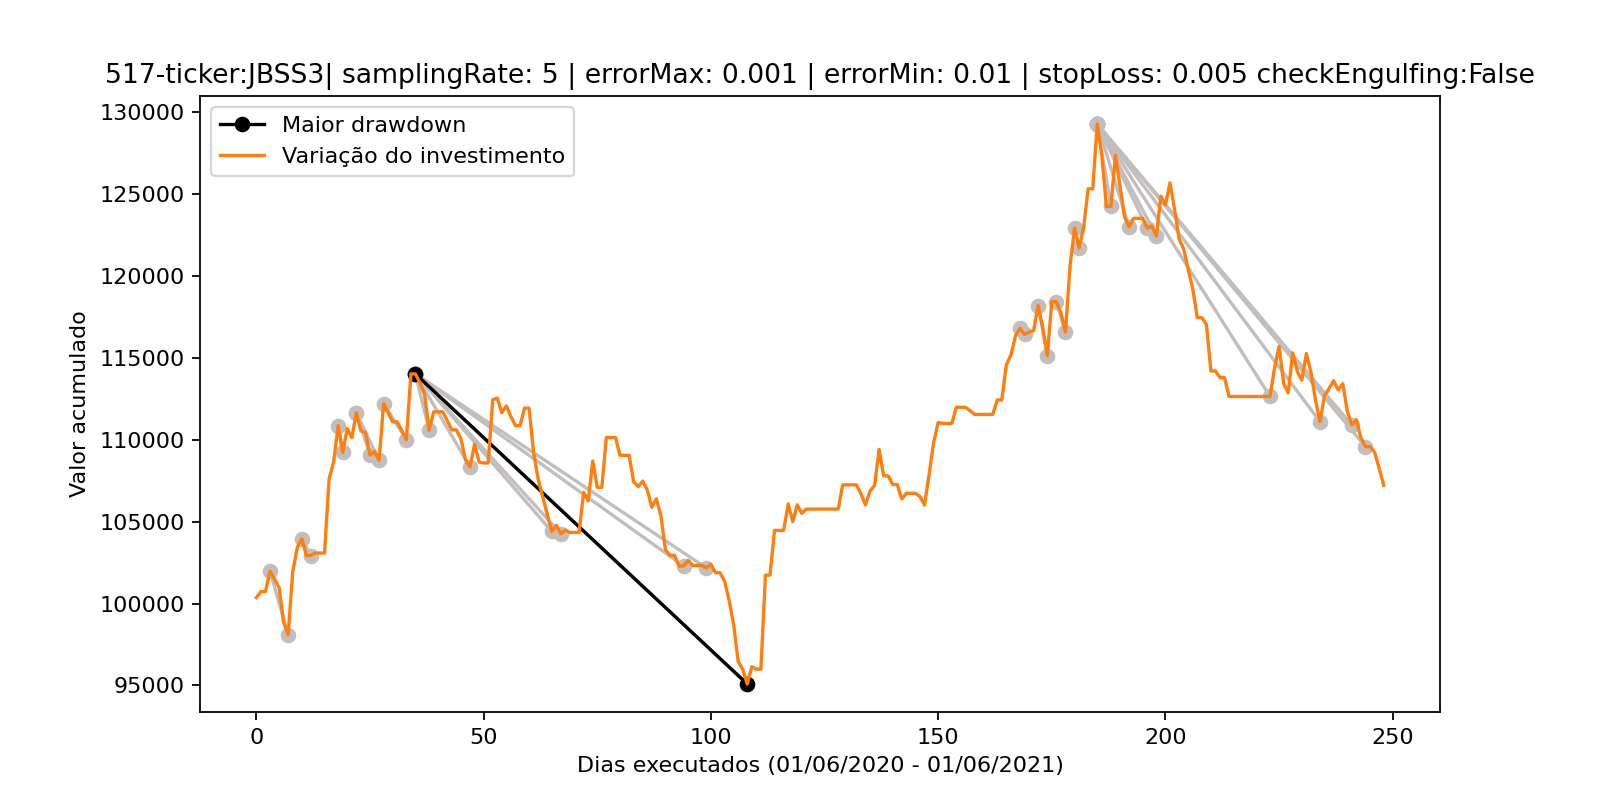 517-ticker:JBSS3| samplingRate: 5 | errorMax: 0.001 | errorMin: 0.01 | stopLoss: 0.005 checkEngulfing:False
Maior drawdown
Variação do investimento
130000
125000
120000
115000
110000
105000
100000
95000
Valor acumulado
0 50 100 150 200 250
Dias executados (01/06/2020 - 01/06/2021)